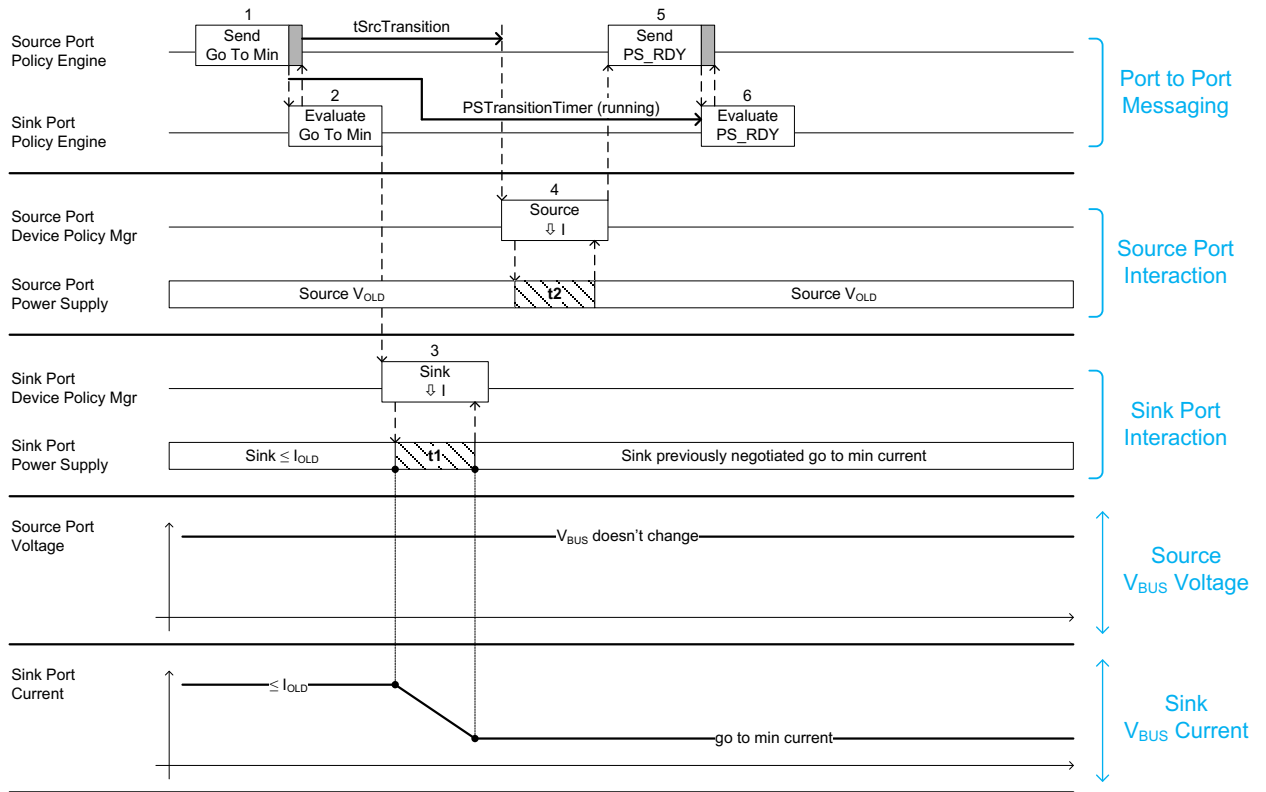 1
Send
Go To Min
tSrcTransition
5
Send
PS_RDY
Source Port
Policy Engine
2
Evaluate
Go To Min
PSTransitionTimer (running)
6
Evaluate
PS_RDY
Sink Port
Policy Engine
Port to Port
Messaging
4
Source
⇩ I
Source Port
Device Policy Mgr
Source Port
Power Supply
Source VOLD
t2
Source VOLD
Source Port
Interaction
3
Sink
⇩ I
Sink Port
Device Policy Mgr
Sink Port
Power Supply
Sink ≤ IOLD
t1
Sink previously negotiated go to min current
Sink Port
Interaction
Source Port
Voltage
VBUS doesn’t change
Source
VBUS Voltage
Sink Port
Current
≤ IOLD
go to min current
Sink
VBUS Current